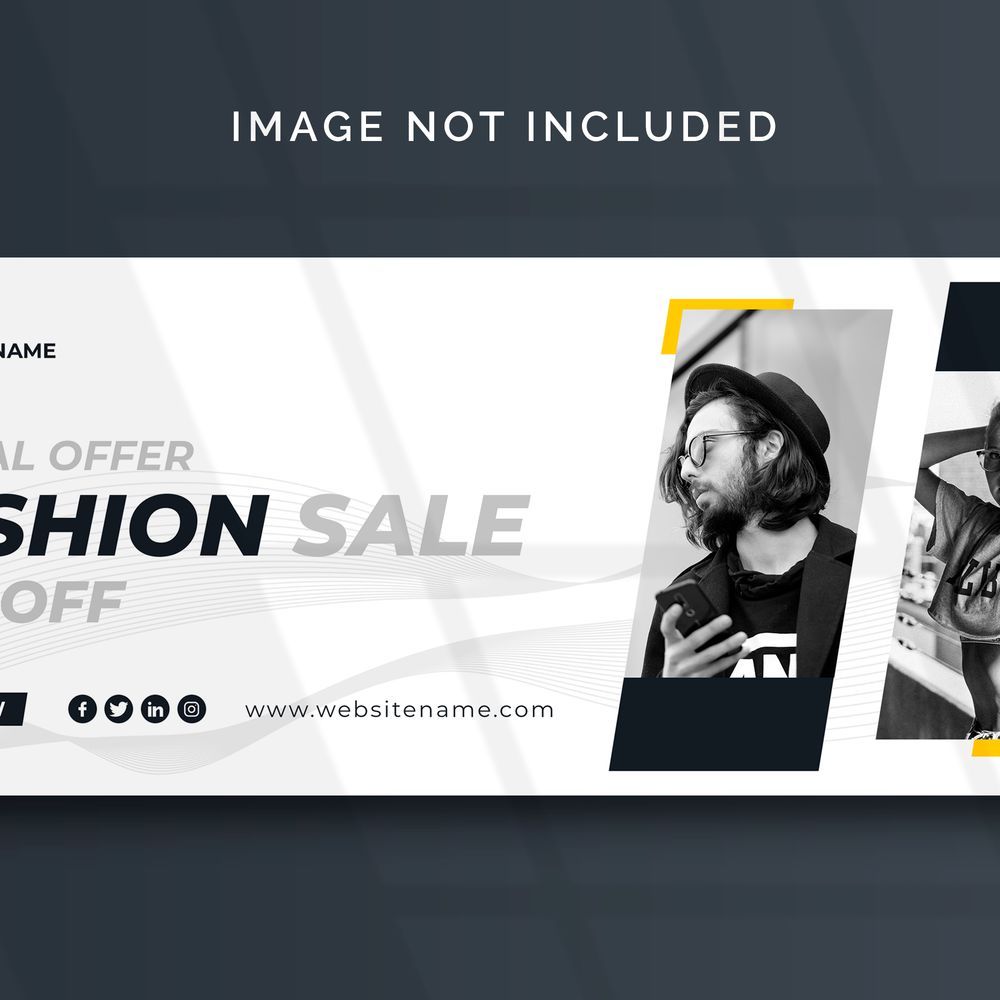 IMAGE NOT INCLUDED
NAME
AL OFFER
SHION SALE
OFF
www.websitename.com